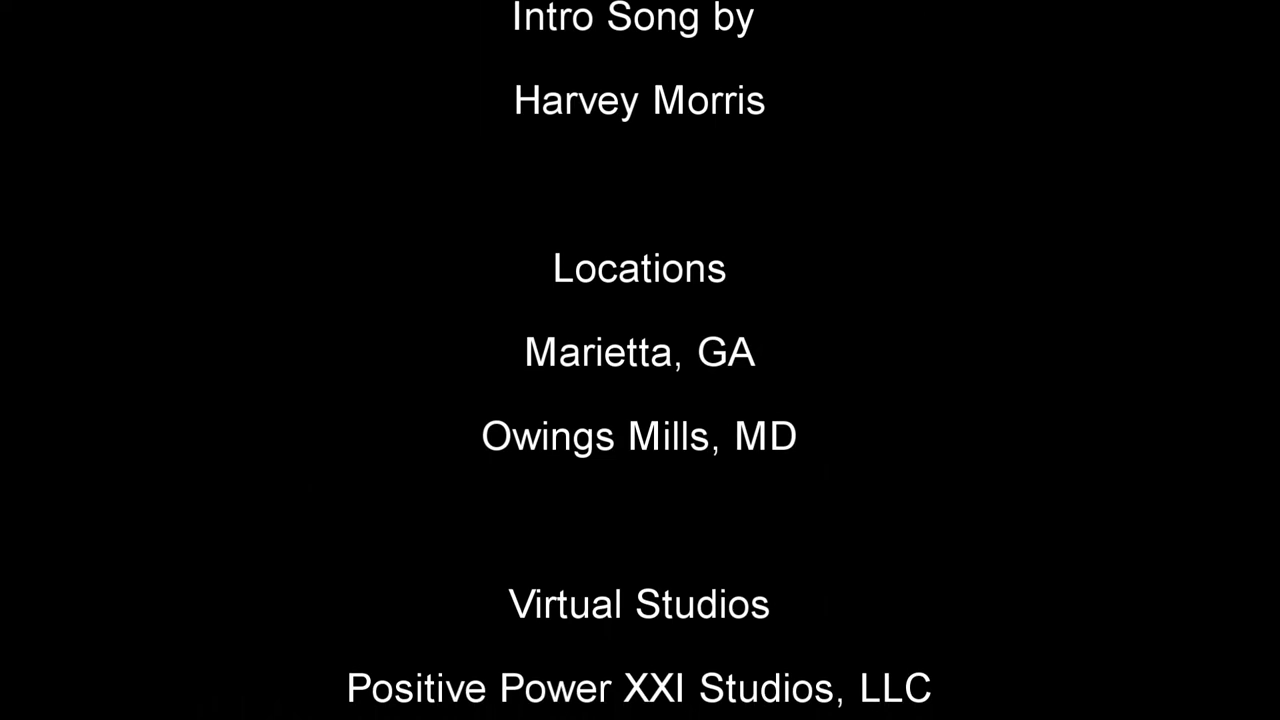 Intro Song by
Harvey Morris
Locations
Marietta, GA
Owings Mills, MD
Virtual Studios
Positive Power XXI Studios, LLC